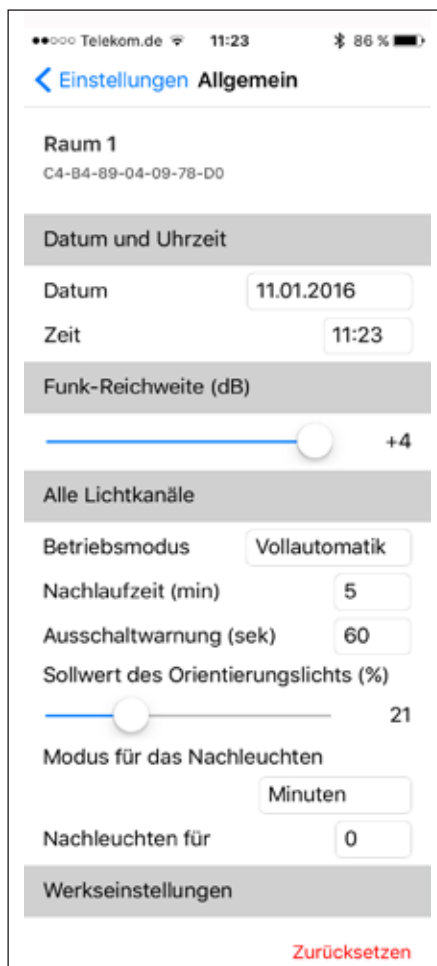 Telekom.de 11:23 86 %
Einstellungen Allgemein
Raum 1
C4-B4-89-04-09-78-D0
Datum und Uhrzeit
Datum 11.01.2016
Zeit 11:23
Funk-Reichweite (dB)
+4
Alle Lichtkanäle
Betriebsmodus Vollautomatik
Nachlaufzeit (min) 5
Ausschaltwarnung (sek) 60
Sollwert des Orientierungslichts (%)
21
Modus für das Nachleuchten
Minuten
Nachleuchten für 0
Werkseinstellungen
Zurücksetzen